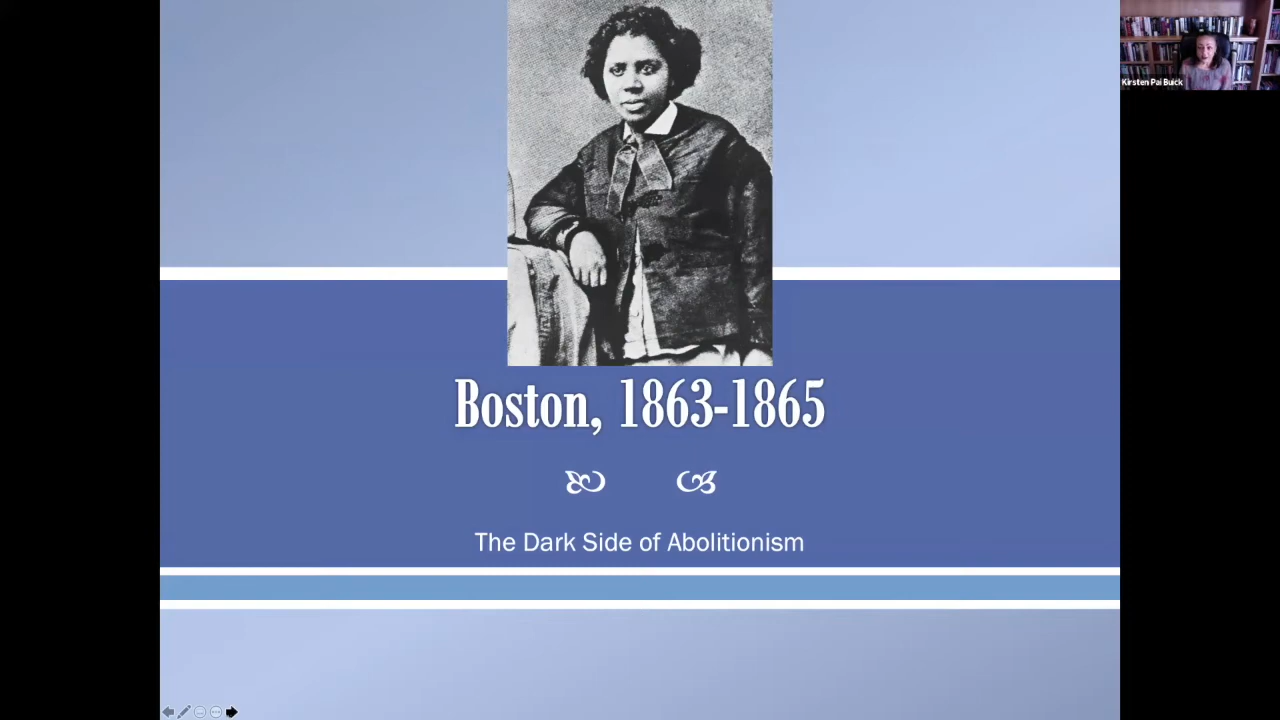 Kirsten Pai Buick
Boston, 1863-1865
The Dark Side of Abolitionism